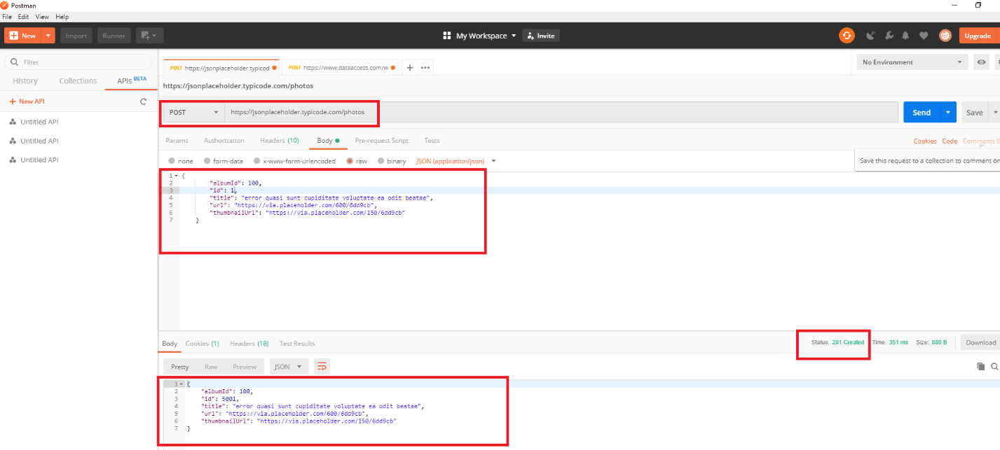 Postman
File Edit View Help
New Import Runner My Workspace Invite Upgrade
Filter
History Collections APIs BETA
+ New API
Untitled API
Untitled API
Untitled API
POST https://jsonplaceholder.typicod POST https://www.dataaccess.com/w + ••• No Environment
https://jsonplaceholder.typicode.com/photos
POST https://jsonplaceholder.typicode.com/photos Send Save
Params Authorization Headers (10) Body Pre-request Script Tests Cookies Code Comments (
none form-data x-www-form-urlencoded raw binary JSON (application/json)
Save this request to a collection to comment on
1 {
2 "albumId": 100,
3 "id": 1,
4 "title": "error quasi sunt cupiditate voluptate ea odit beatae",
5 "url": "https://via.placeholder.com/600/6dd9cb",
6 "thumbnailUrl": "https://via.placeholder.com/150/6dd9cb"
7 }
Body Cookies (1) Headers (18) Test Results Status: 201 Created Time: 351 ms Size: 880 B Download
Pretty Raw Preview JSON
1 {
2 "albumId": 100,
3 "id": 5001,
4 "title": "error quasi sunt cupiditate voluptate ea odit beatae",
5 "url": "https://via.placeholder.com/600/6dd9cb",
6 "thumbnailUrl": "https://via.placeholder.com/150/6dd9cb"
7 }